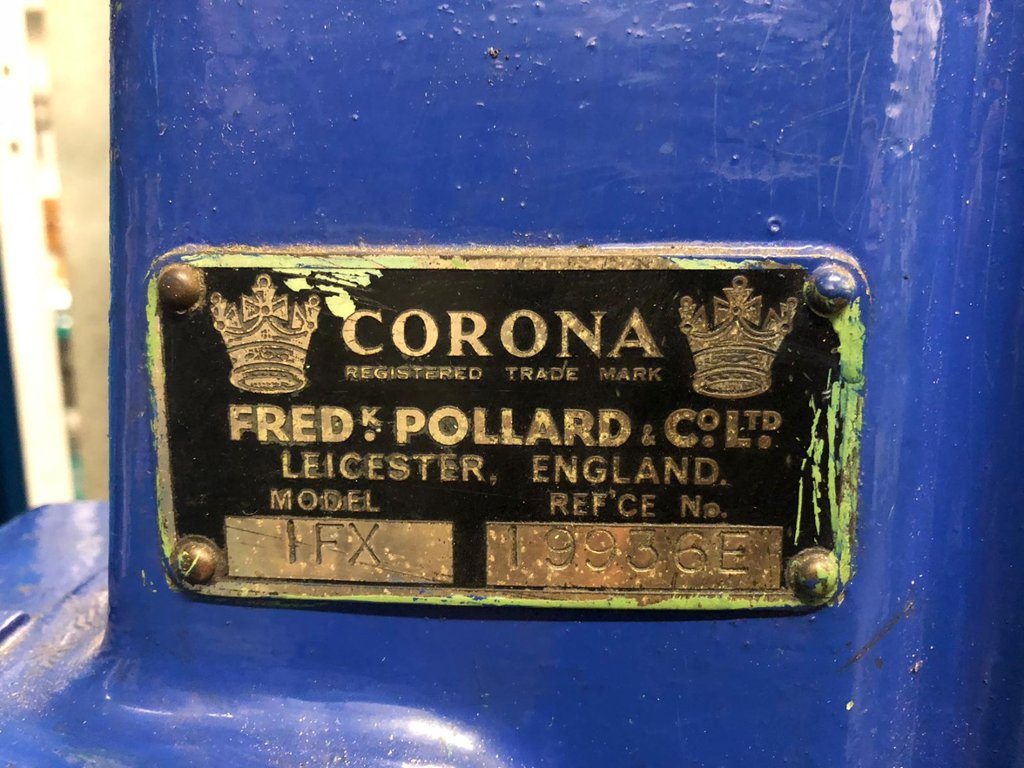 CORONA
REGISTERED TRADE MARK
FREDK. POLLARD & CO. LTD.
LEICESTER, ENGLAND.
MODEL REF'CE No.
1FX 19936E